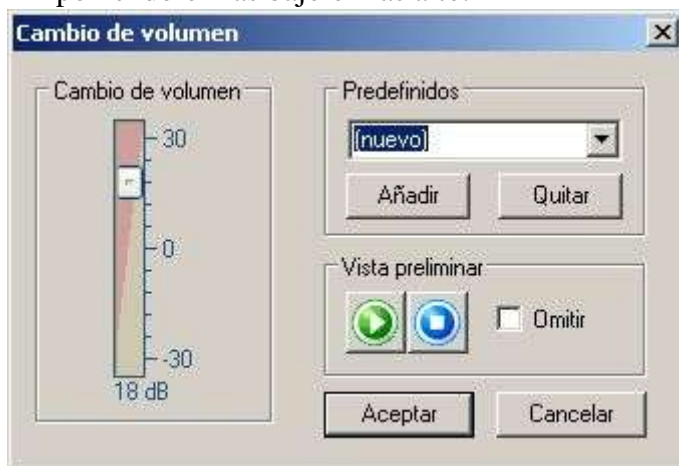 Cambio de volumen
Cambio de volumen
30
0
-30
18 dB
Predefinidos
(nuevo)
Añadir
Quitar
Vista preliminar
Omitir
Aceptar
Cancelar